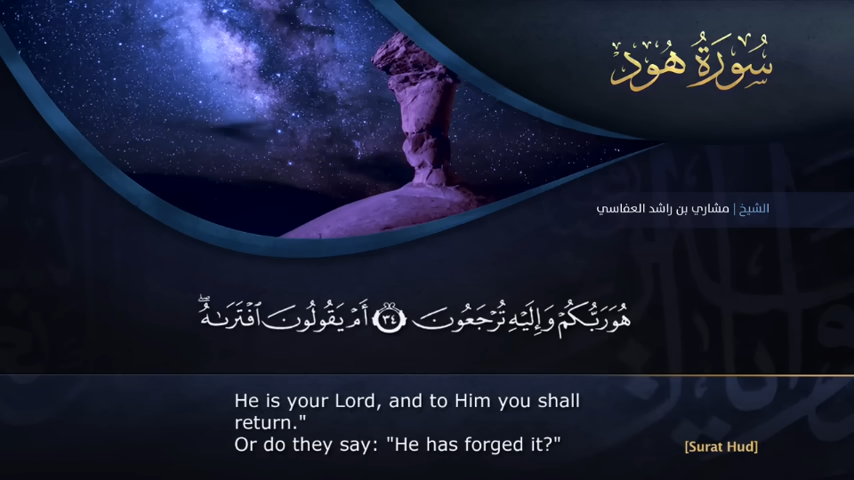 سُورَةُ هُود
الشيخ | مشاري بن راشد العفاسي
هُوَ رَبُّكُمْ وَإِلَيْهِ تُرْجَعُونَ ٣٤ أَمْ يَقُولُونَ ٱفْتَرَىٰهُۖ
He is your Lord, and to Him you shall
return."
Or do they say: "He has forged it?"
[Surat Hud]